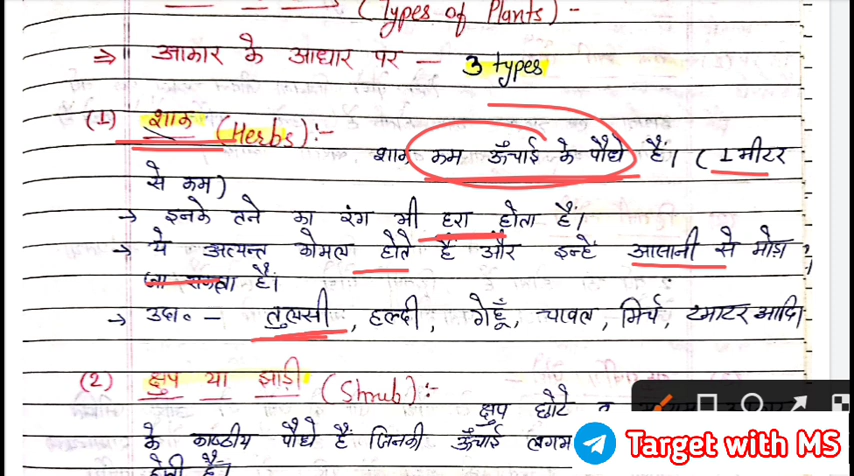 (Types of Plants) -
⇒ आकार के आधार पर - 3 types
(1) शाक (Herbs) :-
शाक कम ऊँचाई के पौधे हैं। (1 मीटर
से कम)
→ इनके तने का रंग भी हरा होता है।
→ ये अत्यन्त कोमल होते हैं और इन्हें आसानी से मोड़ा
जा सकता है।
→ उदा॰ - तुलसी, हल्दी, गेहूँ, चावल, मिर्च, टमाटर आदि।
(2) क्षुप या झाड़ी (Shrub) :-
क्षुप छोटे व
के काष्ठीय पौधे हैं जिनकी ऊँचाई लगभग
होती है।
Target with MS